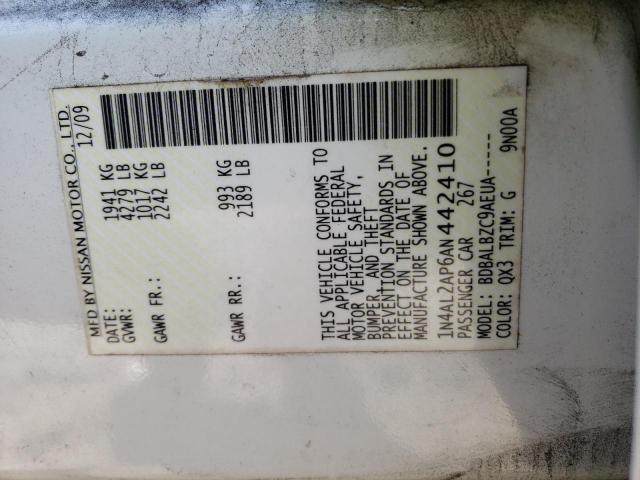 MFD BY NISSAN MOTOR CO., LTD.
DATE: 12/09
GVWR: 1941 KG
4279 LB
GAWR FR.: 1017 KG
2242 LB
GAWR RR.: 993 KG
2189 LB
THIS VEHICLE CONFORMS TO
ALL APPLICABLE FEDERAL
MOTOR VEHICLE SAFETY,
BUMPER, AND THEFT
PREVENTION STANDARDS IN
EFFECT ON THE DATE OF
MANUFACTURE SHOWN ABOVE.
1N4AL2AP6AN442410
PASSENGER CAR 267
MODEL: BDBALBZC9AEUA-----
COLOR: QX3 TRIM: G 9N00A